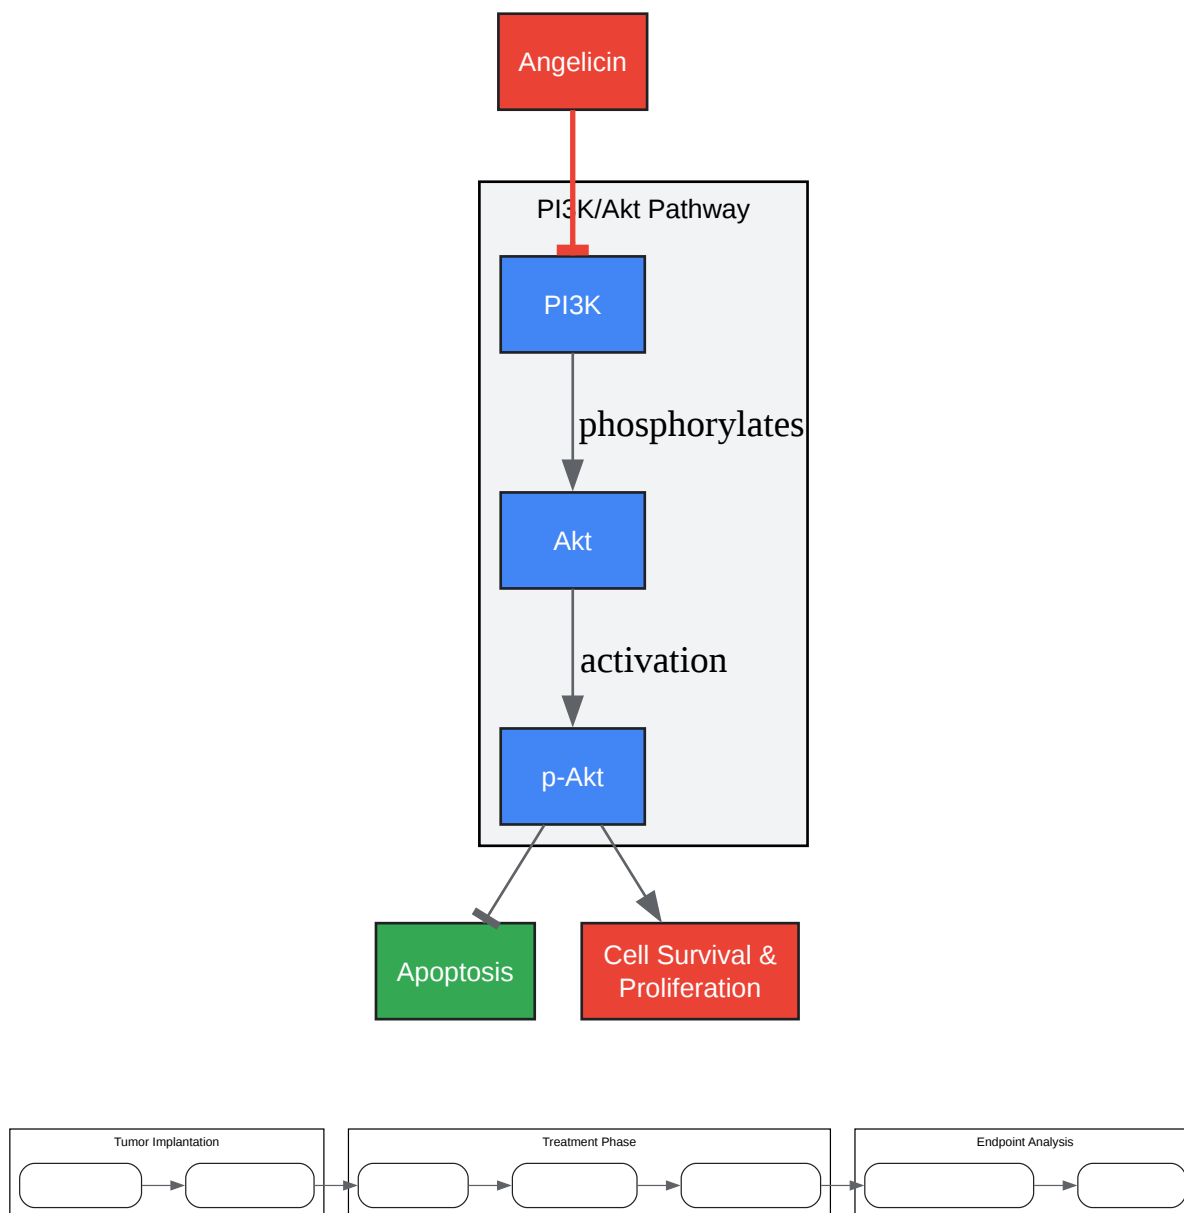 Angelicin
PI3K/Akt Pathway
PI3K
phosphorylates
Akt
activation
p-Akt
Apoptosis
Cell Survival &
Proliferation
Tumor Implantation
Treatment Phase
Endpoint Analysis